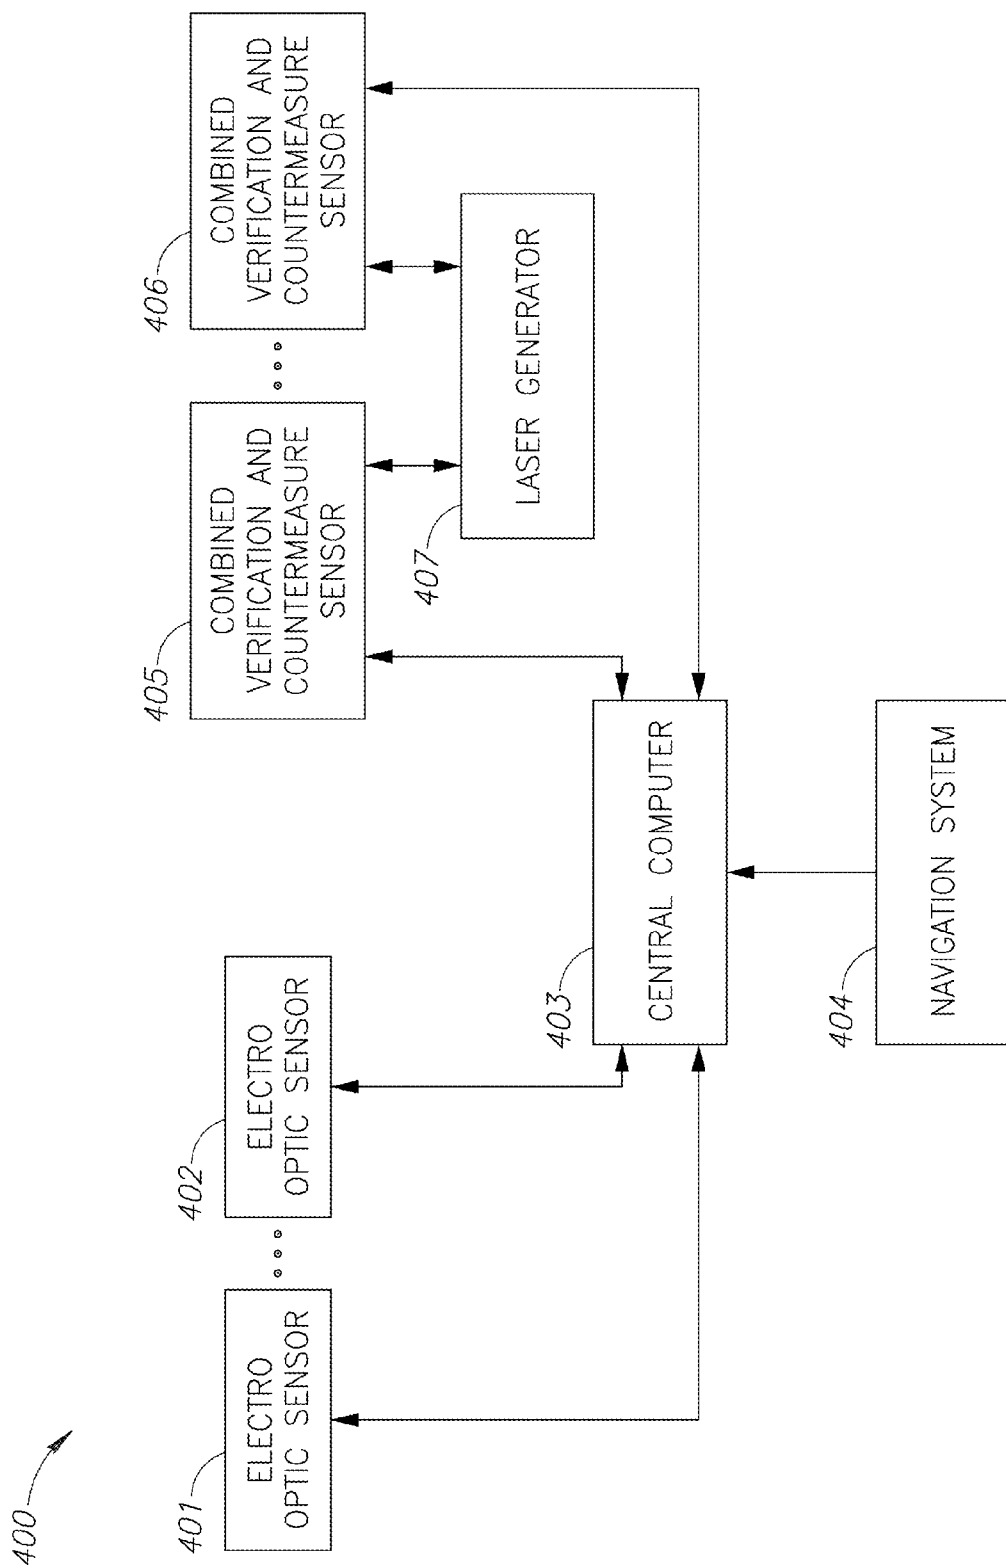 400
401
ELECTRO
OPTIC SENSOR
402
ELECTRO
OPTIC SENSOR
405
COMBINED
VERIFICATION AND
COUNTERMEASURE
SENSOR
406
COMBINED
VERIFICATION AND
COUNTERMEASURE
SENSOR
407
LASER GENERATOR
403
CENTRAL COMPUTER
404
NAVIGATION SYSTEM